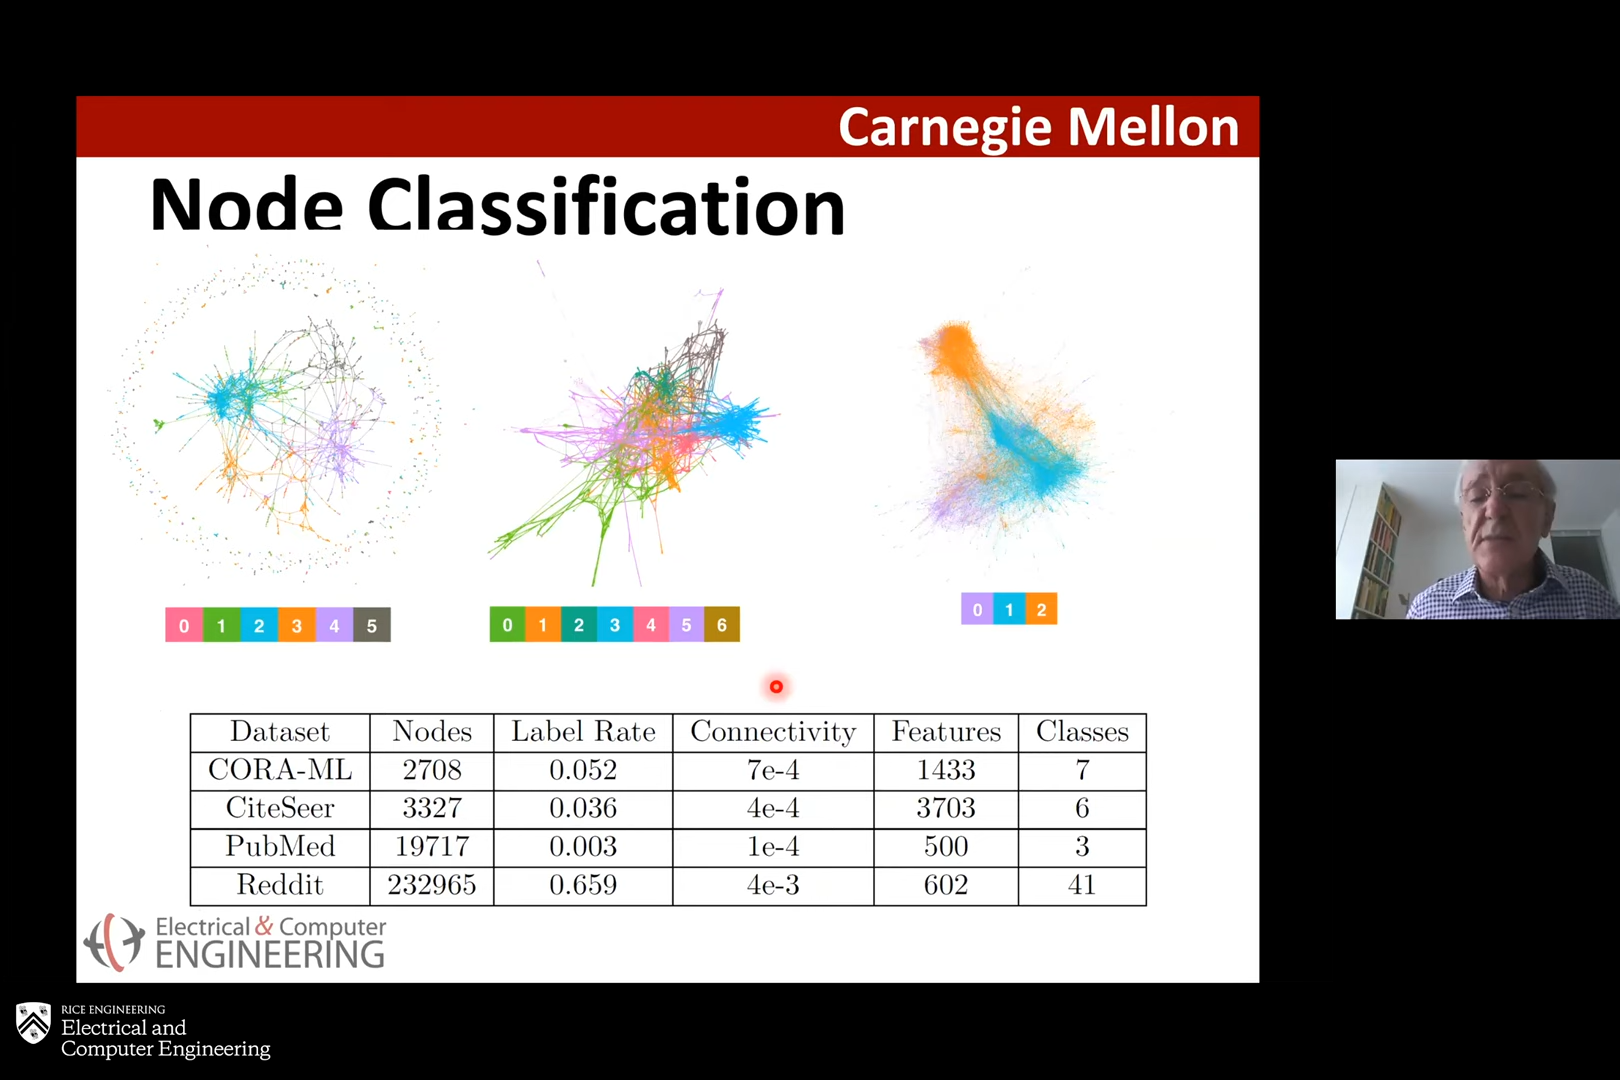 Carnegie Mellon
Node Classification
0 1 2 3 4 5
0 1 2 3 4 5 6
0 1 2
Dataset Nodes Label Rate Connectivity Features Classes
CORA-ML 2708 0.052 7e-4 1433 7
CiteSeer 3327 0.036 4e-4 3703 6
PubMed 19717 0.003 1e-4 500 3
Reddit 232965 0.659 4e-3 602 41
Electrical & Computer
ENGINEERING
RICE ENGINEERING
Electrical and
Computer Engineering